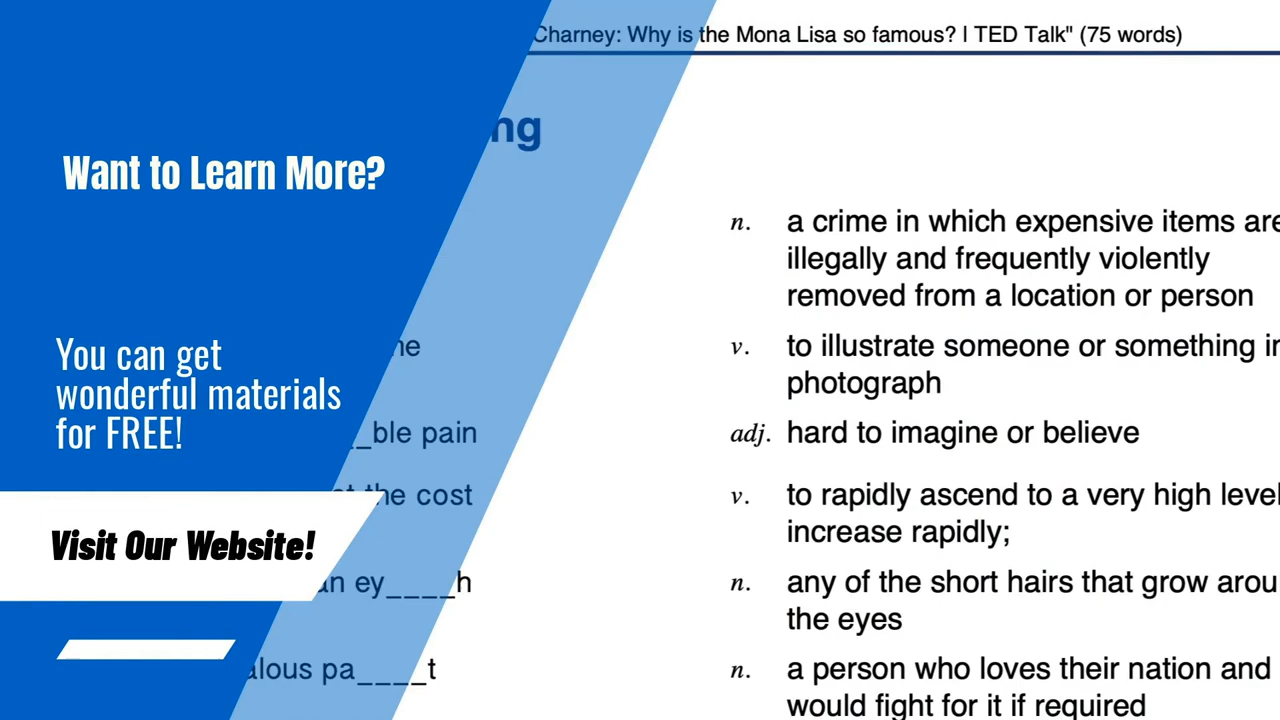 Charney: Why is the Mona Lisa so famous? | TED Talk" (75 words)
ng
Want to Learn More?
You can get
wonderful materials
for FREE!
Visit Our Website!
n. a crime in which expensive items are
illegally and frequently violently
removed from a location or person
he
v. to illustrate someone or something in
photograph
_ble pain
adj. hard to imagine or believe
the cost
v. to rapidly ascend to a very high level
increase rapidly;
an ey____h
n. any of the short hairs that grow arou
the eyes
alous pa____t
n. a person who loves their nation and
would fight for it if required